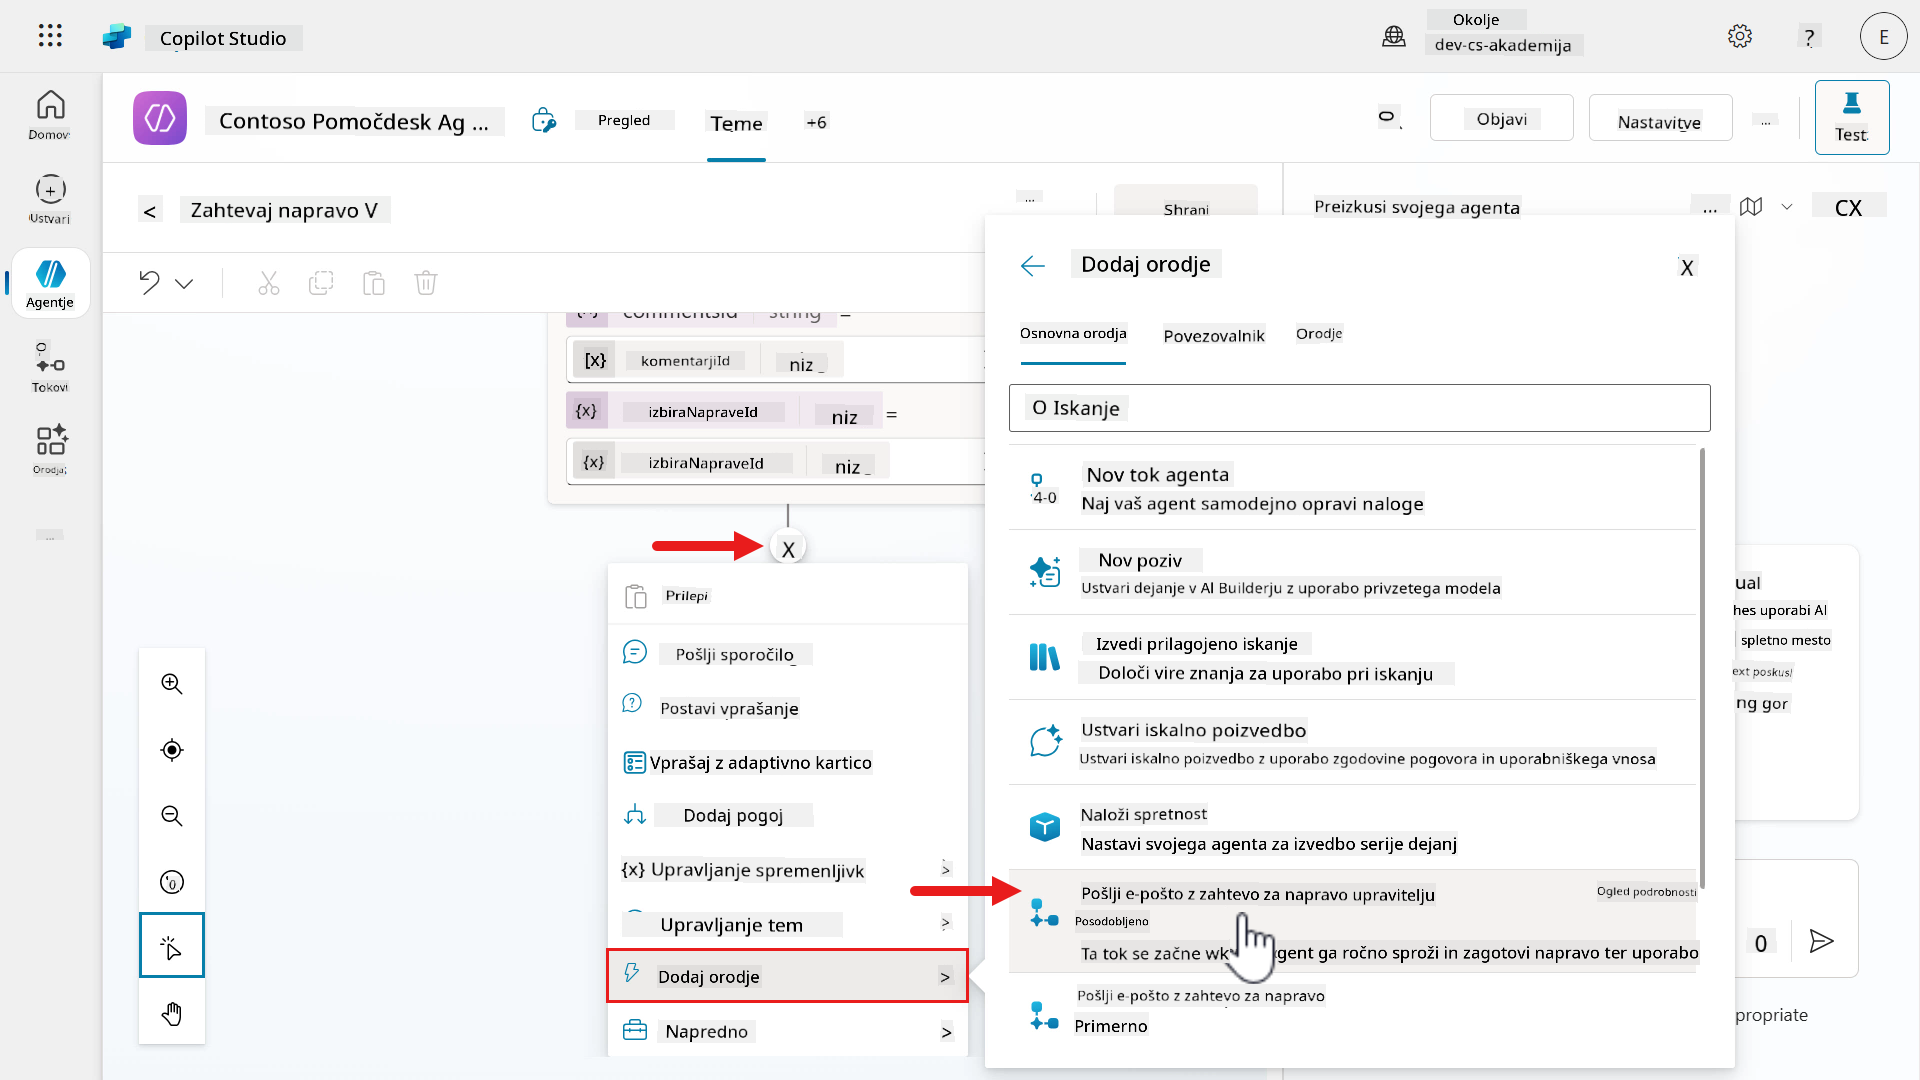 Copilot Studio
Okolje
dev-cs-akademija
?
E
Domov
Ustvari
Agentje
Tokovi
Orodja;
...
Contoso Pomočdesk Ag ...
Pregled
Teme
+6
Objavi
Nastavitve
...
Test
<
Zahtevaj napravo V
...
Shrani
Preizkusi svojega agenta
...
CX
commentsId
string
=
[x]
komentarjiId
niz
{x}
izbiraNapraveId
niz
=
{x}
izbiraNapraveId
niz
X
Prilepi
Pošlji sporočilo
Postavi vprašanje
Vprašaj z adaptivno kartico
Dodaj pogoj
{x} Upravljanje spremenljivk
>
Upravljanje tem
>
Dodaj orodje
>
Napredno
>
Dodaj orodje
X
Osnovna orodja
Povezovalnik
Orodje
O Iskanje
Nov tok agenta
Naj vaš agent samodejno opravi naloge
Nov poziv
Ustvari dejanje v AI Builderju z uporabo privzetega modela
Izvedi prilagojeno iskanje
Določi vire znanja za uporabo pri iskanju
Ustvari iskalno poizvedbo
Ustvari iskalno poizvedbo z uporabo zgodovine pogovora in uporabniškega vnosa
Naloži spretnost
Nastavi svojega agenta za izvedbo serije dejanj
Pošlji e-pošto z zahtevo za napravo upravitelju
Ogled podrobnosti
Posodobljeno
Ta tok se začne gent ga ročno sproži in zagotovi napravo ter uporabo
Pošlji e-pošto z zahtevo za napravo
Primerno
ual
hes uporabi AI
spletno mesto
ext poskusi
ng gor
0
propriate